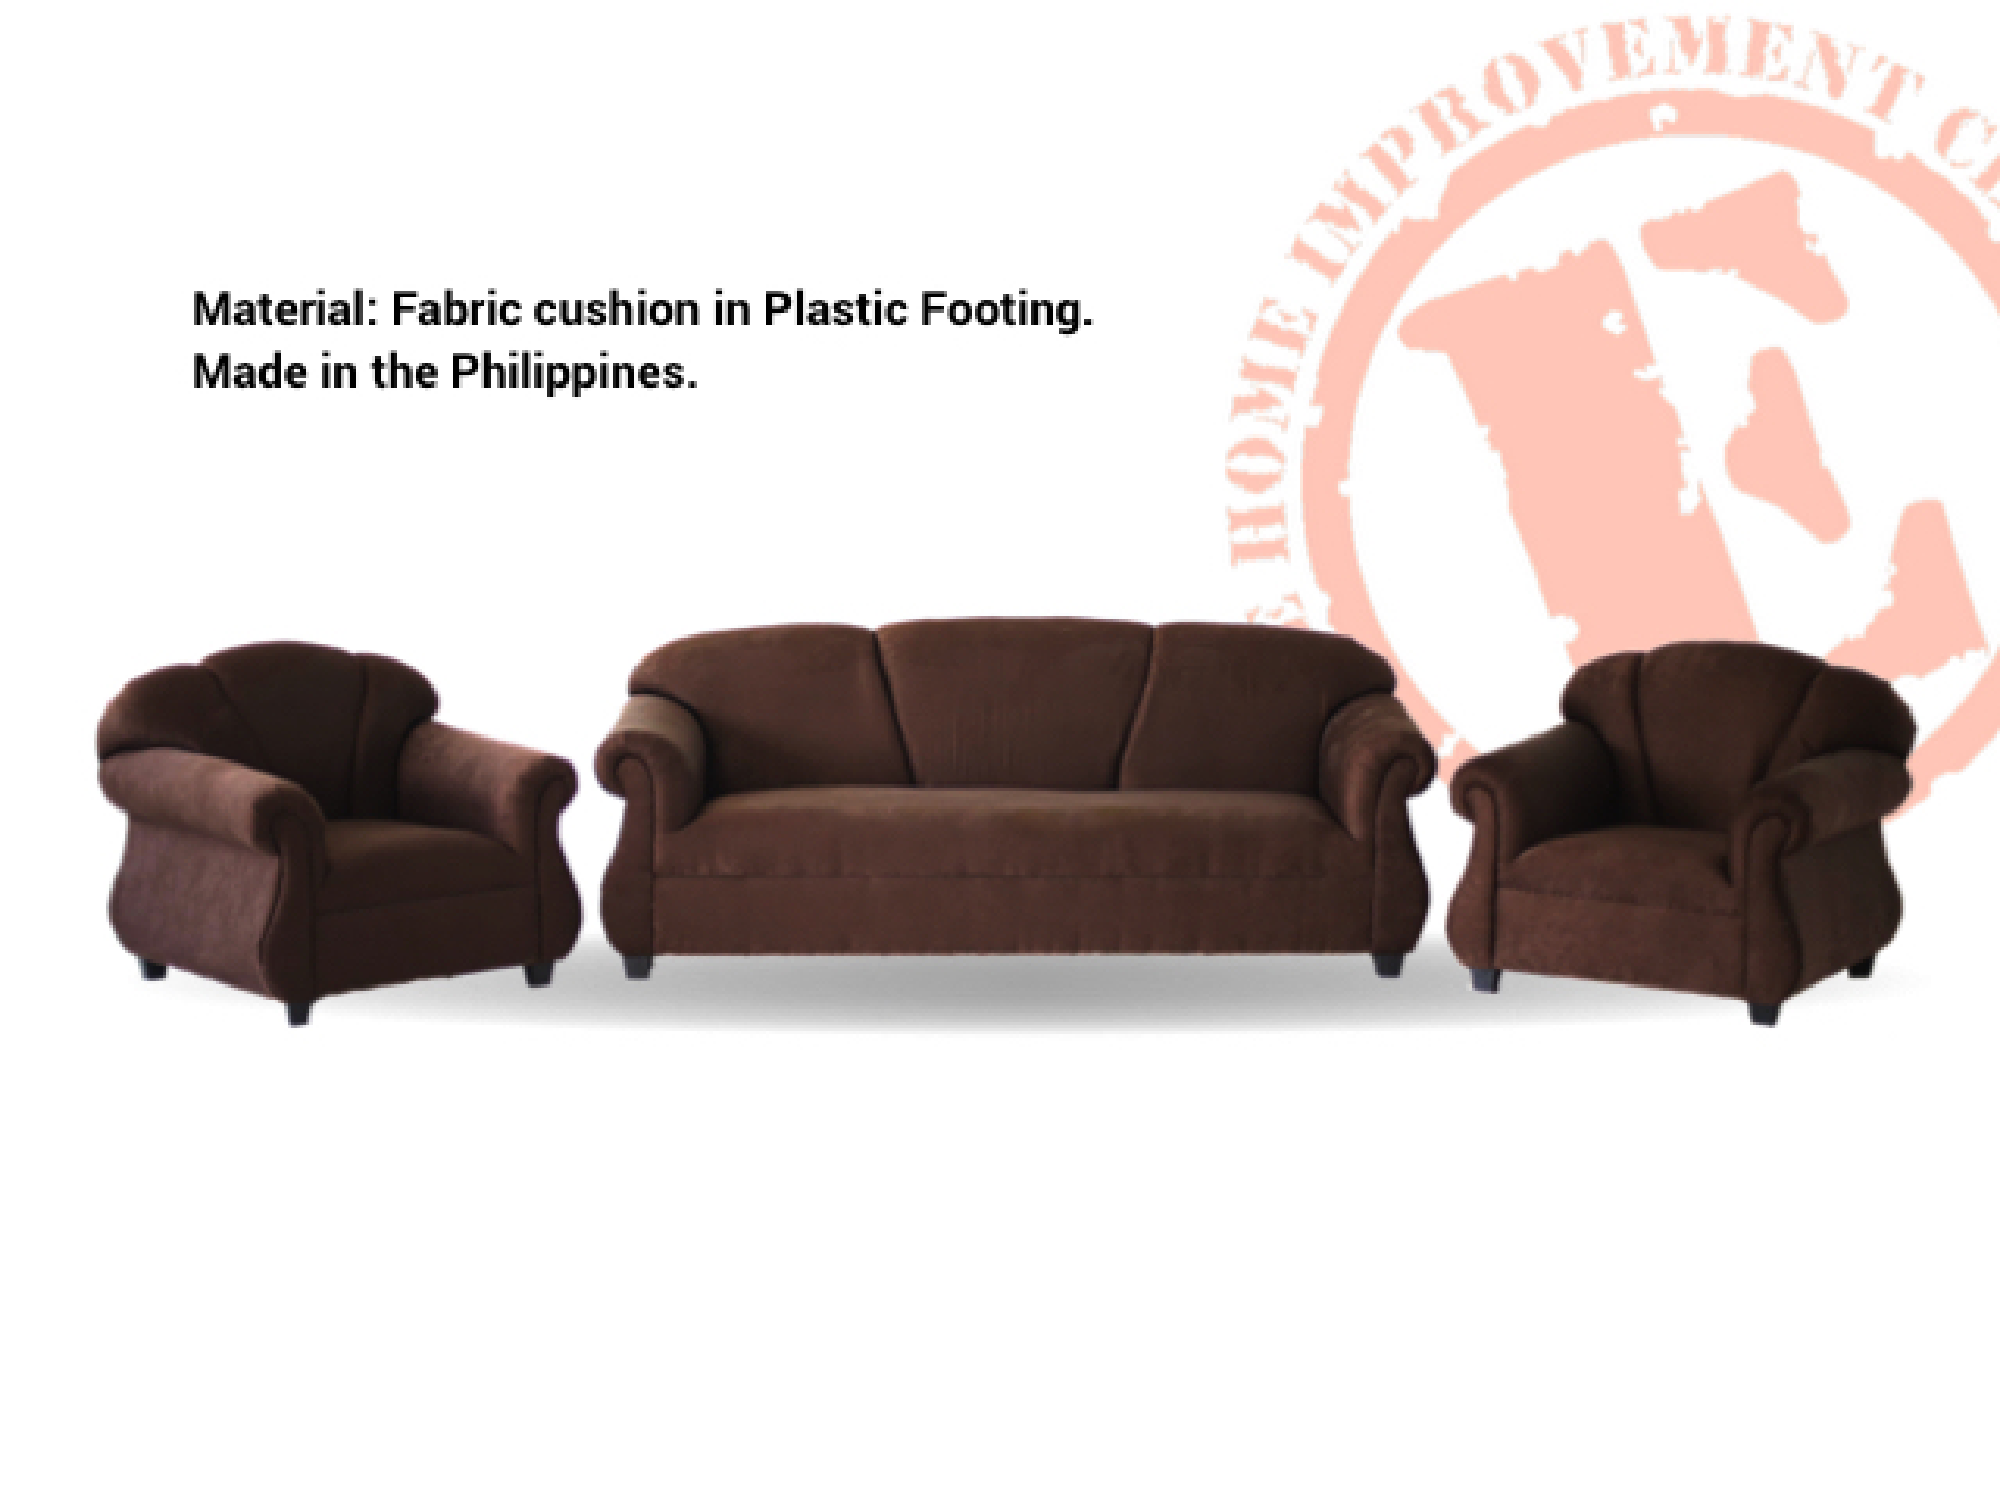 Material: Fabric cushion in Plastic Footing.
Made in the Philippines.
HOME IMPROVEMENT